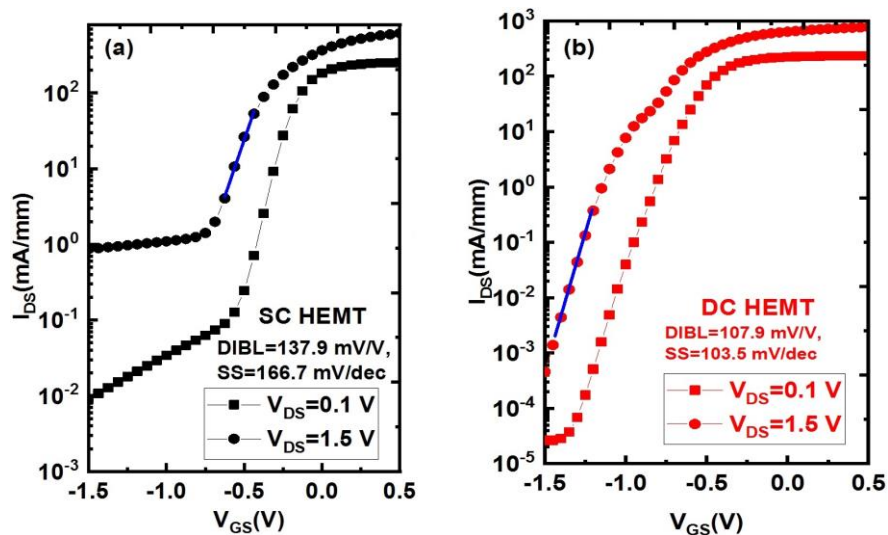 (a)
10²
10¹
10⁰
10⁻¹
10⁻²
10⁻³
I_DS(mA/mm)
SC HEMT
DIBL=137.9 mV/V,
SS=166.7 mV/dec
V_DS=0.1 V
V_DS=1.5 V
-1.5 -1.0 -0.5 0.0 0.5
V_GS(V)
(b)
10³
10²
10¹
10⁰
10⁻¹
10⁻²
10⁻³
10⁻⁴
10⁻⁵
I_DS(mA/mm)
DC HEMT
DIBL=107.9 mV/V,
SS=103.5 mV/dec
V_DS=0.1 V
V_DS=1.5 V
-1.5 -1.0 -0.5 0.0 0.5
V_GS(V)